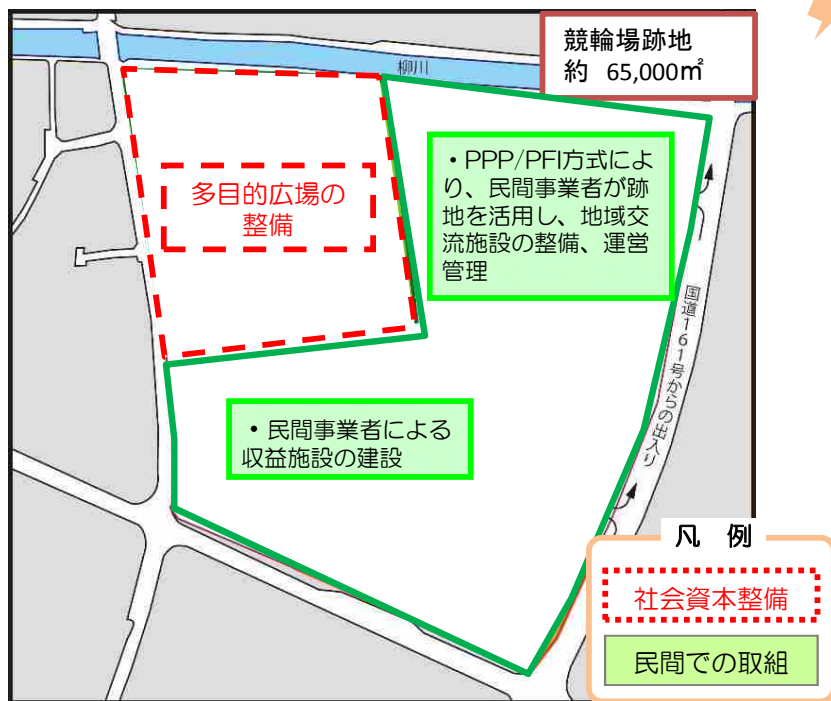 競輪場跡地
約 65,000㎡
柳川
多目的広場の
整備
・PPP/PFI方式によ
り、民間事業者が跡
地を活用し、地域交
流施設の整備、運営
管理
国道161号からの出入り
・民間事業者による
収益施設の建設
凡 例
社会資本整備
民間での取組